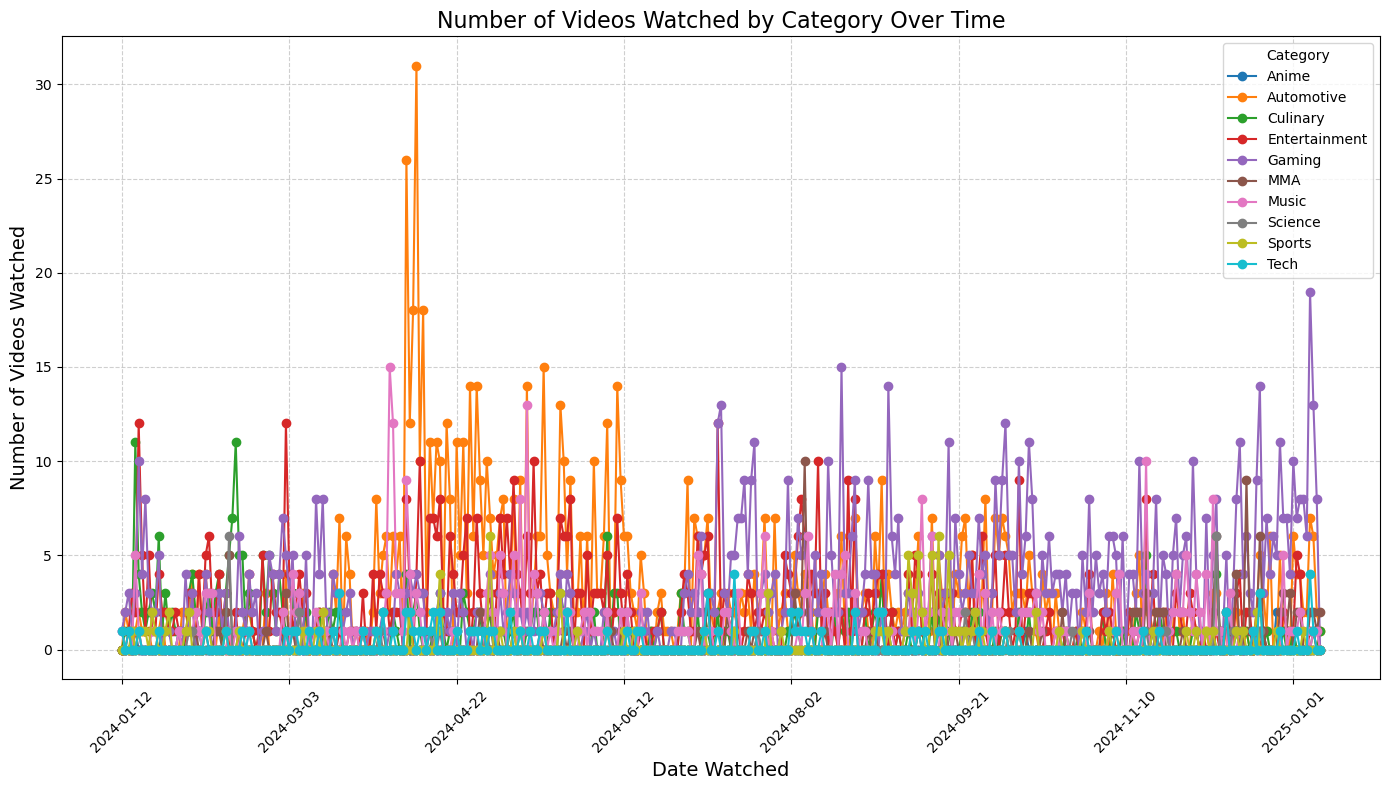 Number of Videos Watched by Category Over Time
Number of Videos Watched
30
25
20
15
10
5
0
Category
Anime
Automotive
Culinary
Entertainment
Gaming
MMA
Music
Science
Sports
Tech
2024-01-12
2024-03-03
2024-04-22
2024-06-12
2024-08-02
2024-09-21
2024-11-10
2025-01-01
Date Watched